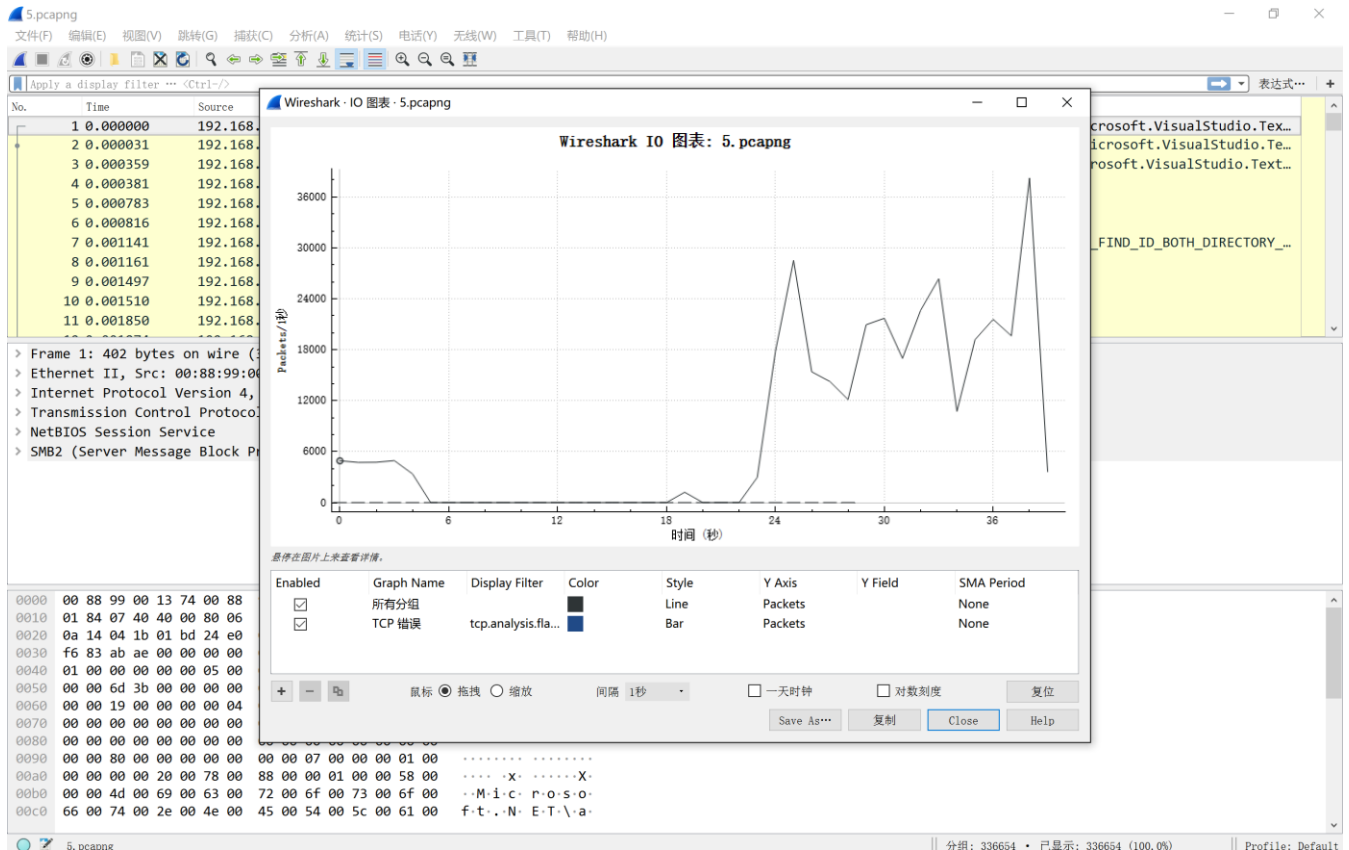 5.pcapng
文件(F) 编辑(E) 视图(V) 跳转(G) 捕获(C) 分析(A) 统计(S) 电话(Y) 无线(W) 工具(T) 帮助(H)
Apply a display filter … <Ctrl-/>
表达式… +
No. Time Source
1 0.000000 192.168. crosoft.VisualStudio.Tex…
2 0.000031 192.168. icrosoft.VisualStudio.Te…
3 0.000359 192.168. rosoft.VisualStudio.Text…
4 0.000381 192.168.
5 0.000783 192.168.
6 0.000816 192.168.
7 0.001141 192.168. _FIND_ID_BOTH_DIRECTORY_…
8 0.001161 192.168.
9 0.001497 192.168.
10 0.001510 192.168.
11 0.001850 192.168.
> Frame 1: 402 bytes on wire (
> Ethernet II, Src: 00:88:99:00
> Internet Protocol Version 4,
> Transmission Control Protoco
> NetBIOS Session Service
> SMB2 (Server Message Block P
Wireshark · IO 图表 · 5.pcapng
Wireshark IO 图表: 5.pcapng
Packets/1秒
36000
30000
24000
18000
12000
6000
0
0 6 12 18 24 30 36
时间 (秒)
悬停在图片上来查看详情。
Enabled Graph Name Display Filter Color Style Y Axis Y Field SMA Period
所有分组 Line Packets None
TCP 错误 tcp.analysis.fla… Bar Packets None
+ − 鼠标 拖拽 缩放 间隔 1秒 一天时钟 对数刻度 复位
Save As… 复制 Close Help
0000 00 88 99 00 13 74 00 88
0010 01 84 07 40 40 00 80 06
0020 0a 14 04 1b 01 bd 24 e0
0030 f6 83 ab ae 00 00 00 00
0040 01 00 00 00 00 00 05 00
0050 00 00 6d 3b 00 00 00 00
0060 00 00 19 00 00 00 00 04
0070 00 00 00 00 00 00 00 00
0080 00 00 00 00 00 00 00 00
0090 00 00 80 00 00 00 00 00 00 00 07 00 00 00 01 00 ········ ········
00a0 00 00 00 00 20 00 78 00 88 00 00 01 00 00 58 00 ···· ·x· ······X·
00b0 00 00 4d 00 69 00 63 00 72 00 6f 00 73 00 6f 00 ··M·i·c· r·o·s·o·
00c0 66 00 74 00 2e 00 4e 00 45 00 54 00 5c 00 61 00 f·t·.·N· E·T·\·a·
5.pcapng 分组: 336654 · 已显示: 336654 (100.0%) Profile: Default